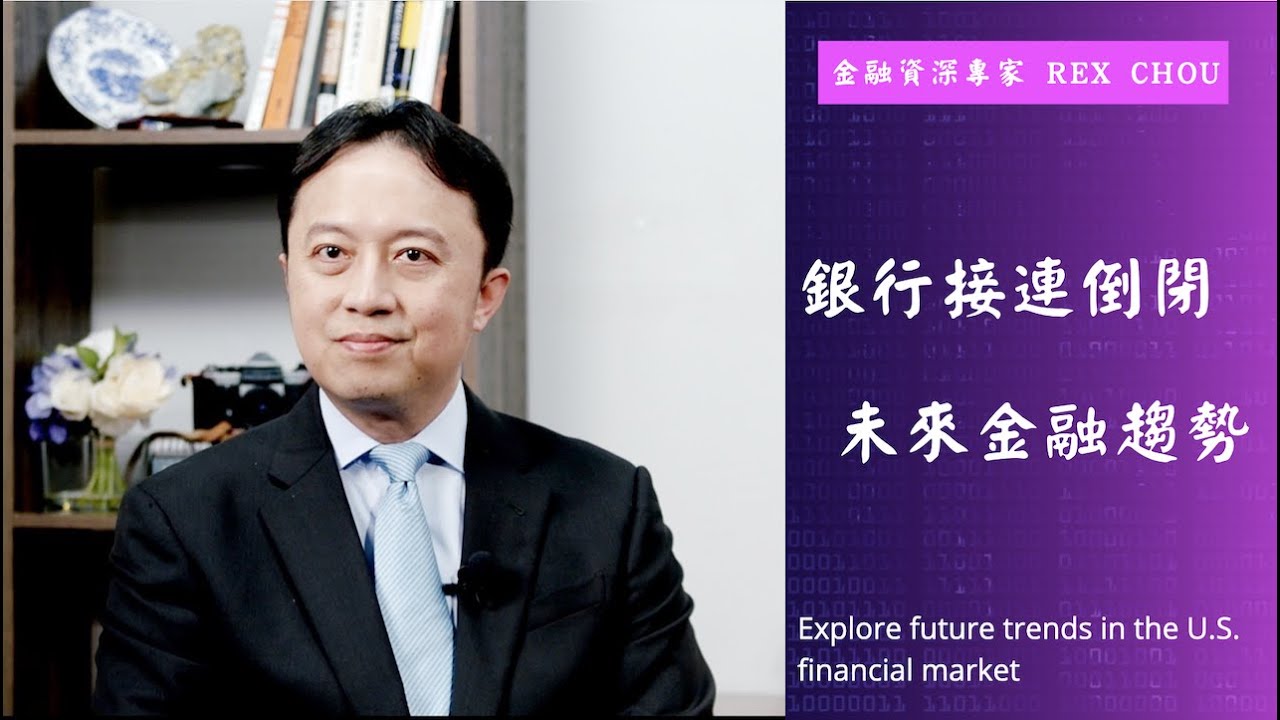 金融資深專家 REX CHOU
銀行接連倒閉
未來金融趨勢
Explore future trends in the U.S.
financial market